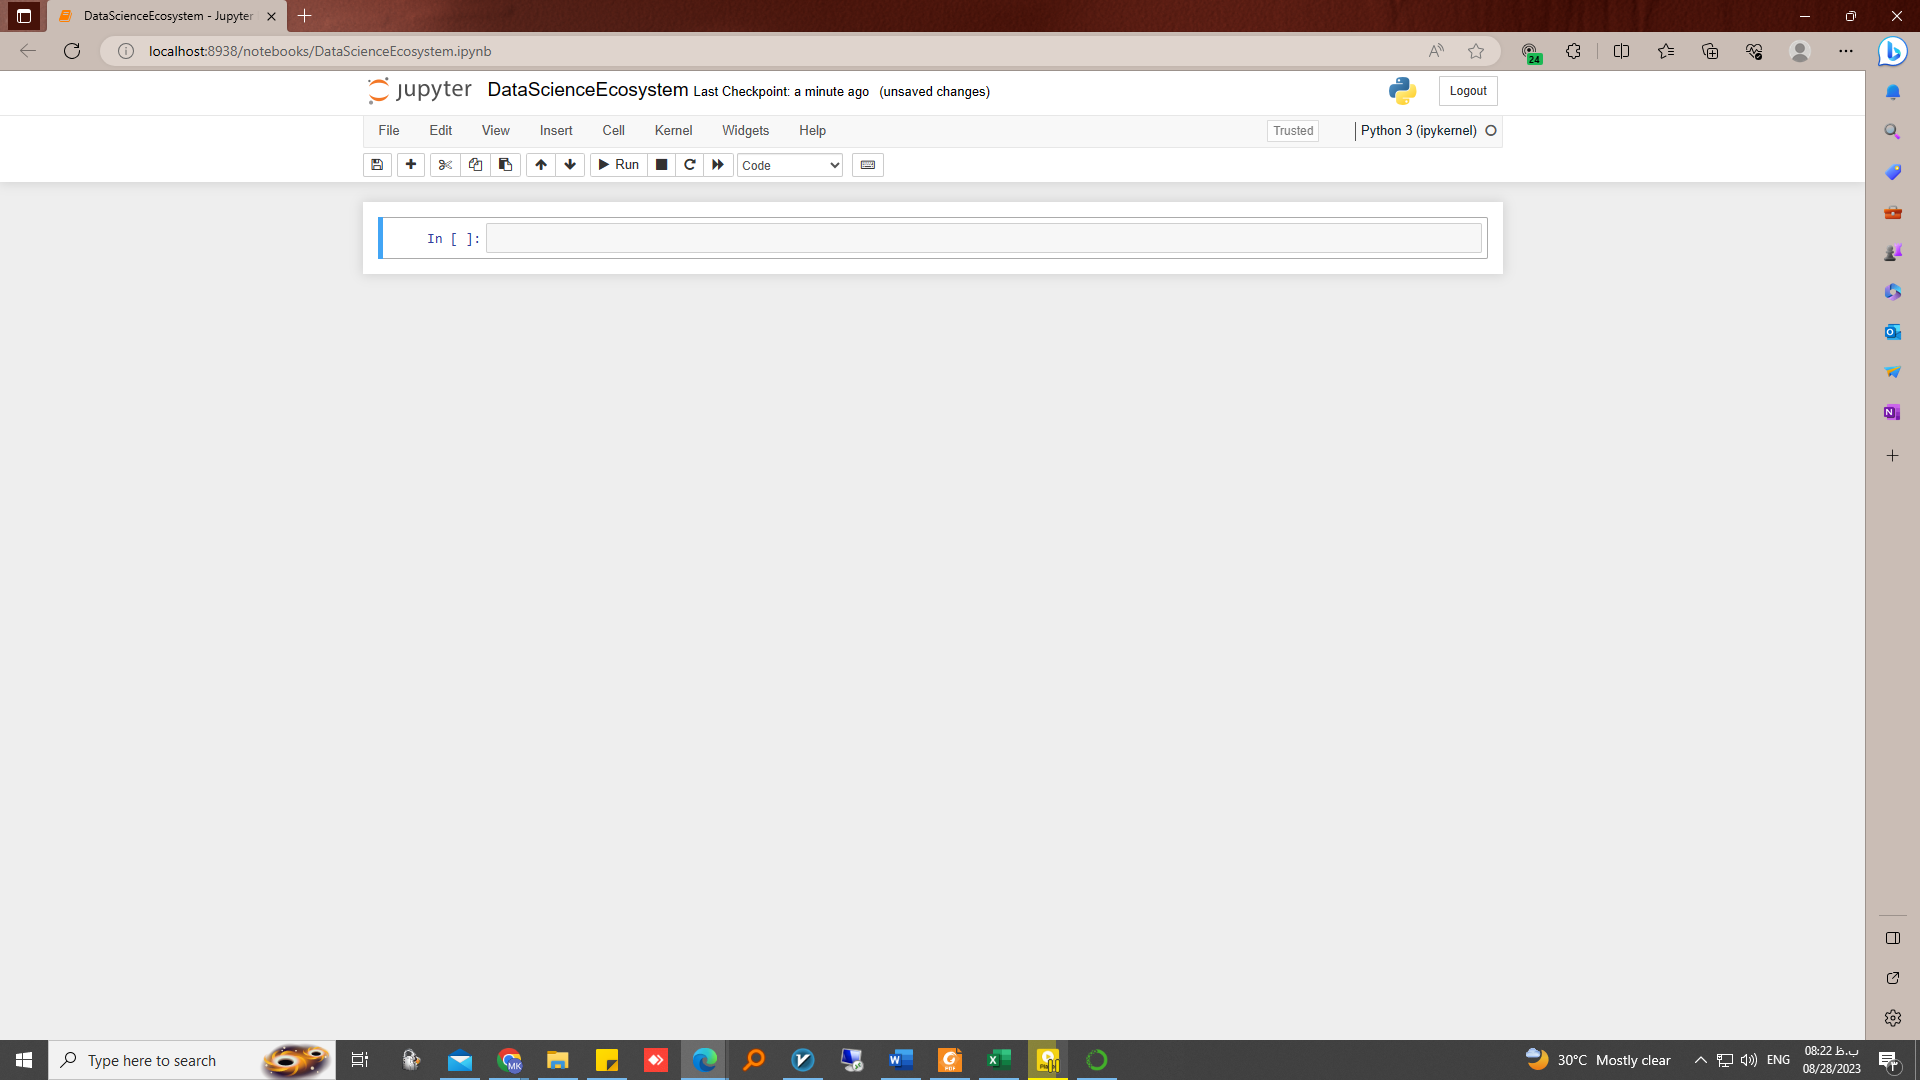 DataScienceEcosystem - Jupyter
localhost:8938/notebooks/DataScienceEcosystem.ipynb
24
jupyter DataScienceEcosystem Last Checkpoint: a minute ago (unsaved changes)
Logout
File Edit View Insert Cell Kernel Widgets Help
Trusted
Python 3 (ipykernel)
Run
Code
In [ ]:
Type here to search
MK
30°C Mostly clear
ENG
08:22 ب.ظ
08/28/2023